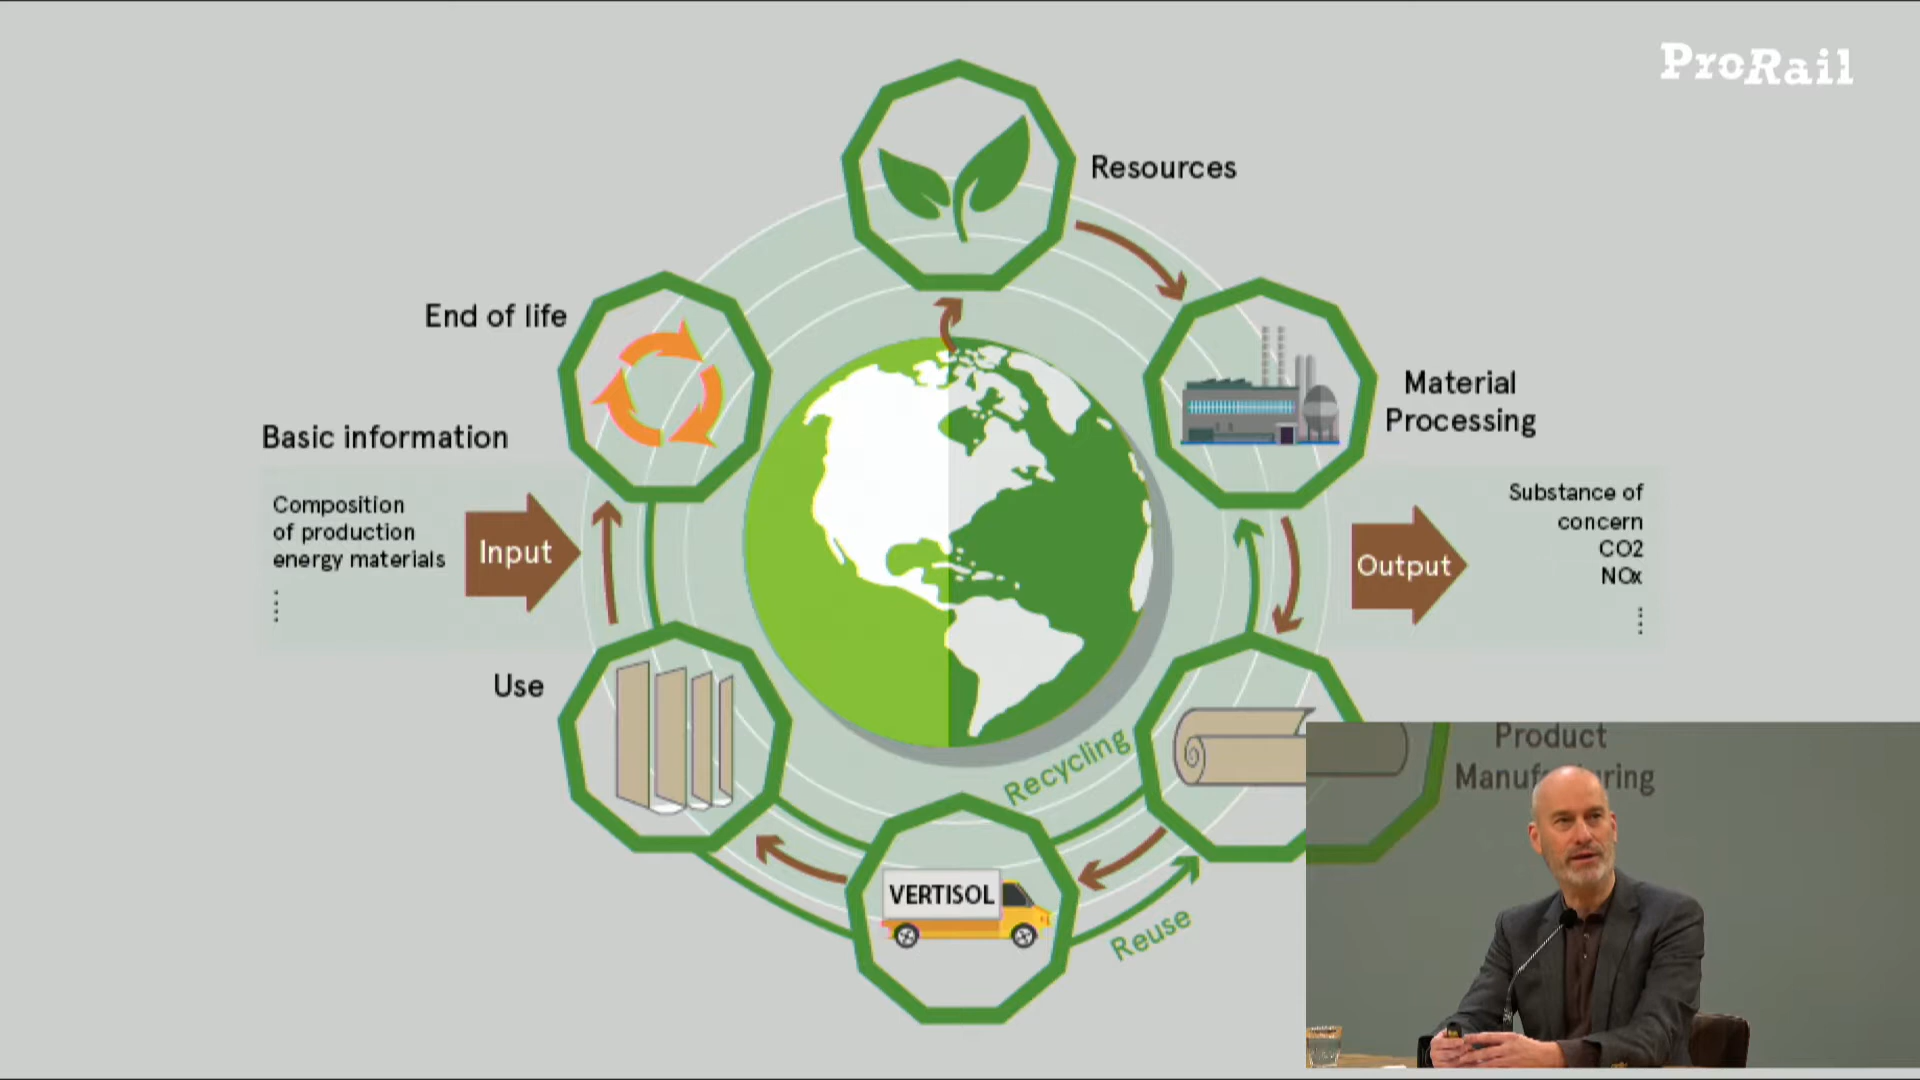 ProRail
Resources
End of life
Material
Processing
Basic information
Composition
of production
energy materials
Input
Output
Substance of
concern
CO2
NOx
Use
Recycling
Product
Manufacturing
VERTISOL
Reuse